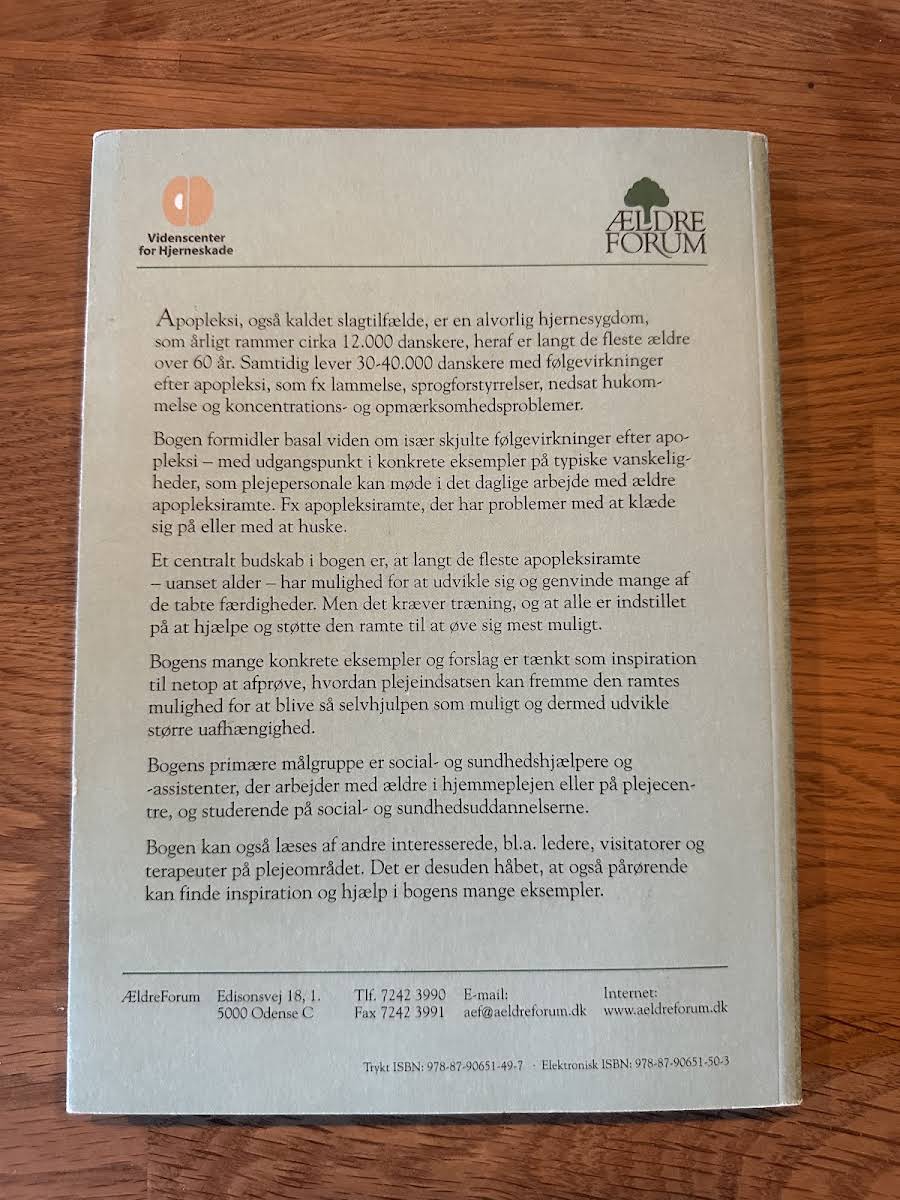 Videnscenter
for Hjerneskade
ÆLDRE
FORUM
Apopleksi, også kaldet slagtilfælde, er en alvorlig hjernesygdom,
som årligt rammer cirka 12.000 danskere, heraf er langt de fleste ældre
over 60 år. Samtidig lever 30-40.000 danskere med følgevirkninger
efter apopleksi, som fx lammelse, sprogforstyrrelser, nedsat hukom-
melse og koncentrations- og opmærksomhedsproblemer.
Bogen formidler basal viden om især skjulte følgevirkninger efter apo-
pleksi – med udgangspunkt i konkrete eksempler på typiske vanskelig-
heder, som plejepersonale kan møde i det daglige arbejde med ældre
apopleksiramte. Fx apopleksiramte, der har problemer med at klæde
sig på eller med at huske.
Et centralt budskab i bogen er, at langt de fleste apopleksiramte
– uanset alder – har mulighed for at udvikle sig og genvinde mange af
de tabte færdigheder. Men det kræver træning, og at alle er indstillet
på at hjælpe og støtte den ramte til at øve sig mest muligt.
Bogens mange konkrete eksempler og forslag er tænkt som inspiration
til netop at afprøve, hvordan plejeindsatsen kan fremme den ramtes
mulighed for at blive så selvhjulpen som muligt og dermed udvikle
større uafhængighed.
Bogens primære målgruppe er social- og sundhedshjælpere og
-assistenter, der arbejder med ældre i hjemmeplejen eller på plejecen-
tre, og studerende på social- og sundhedsuddannelserne.
Bogen kan også læses af andre interesserede, bl.a. ledere, visitatorer og
terapeuter på plejeområdet. Det er desuden håbet, at også pårørende
kan finde inspiration og hjælp i bogens mange eksempler.
ÆldreForum Edisonsvej 18, 1. Tlf. 7242 3990 E-mail: Internet:
5000 Odense C Fax 7242 3991 aef@aeldreforum.dk www.aeldreforum.dk
Trykt ISBN: 978-87-90651-49-7 · Elektronisk ISBN: 978-87-90651-50-3